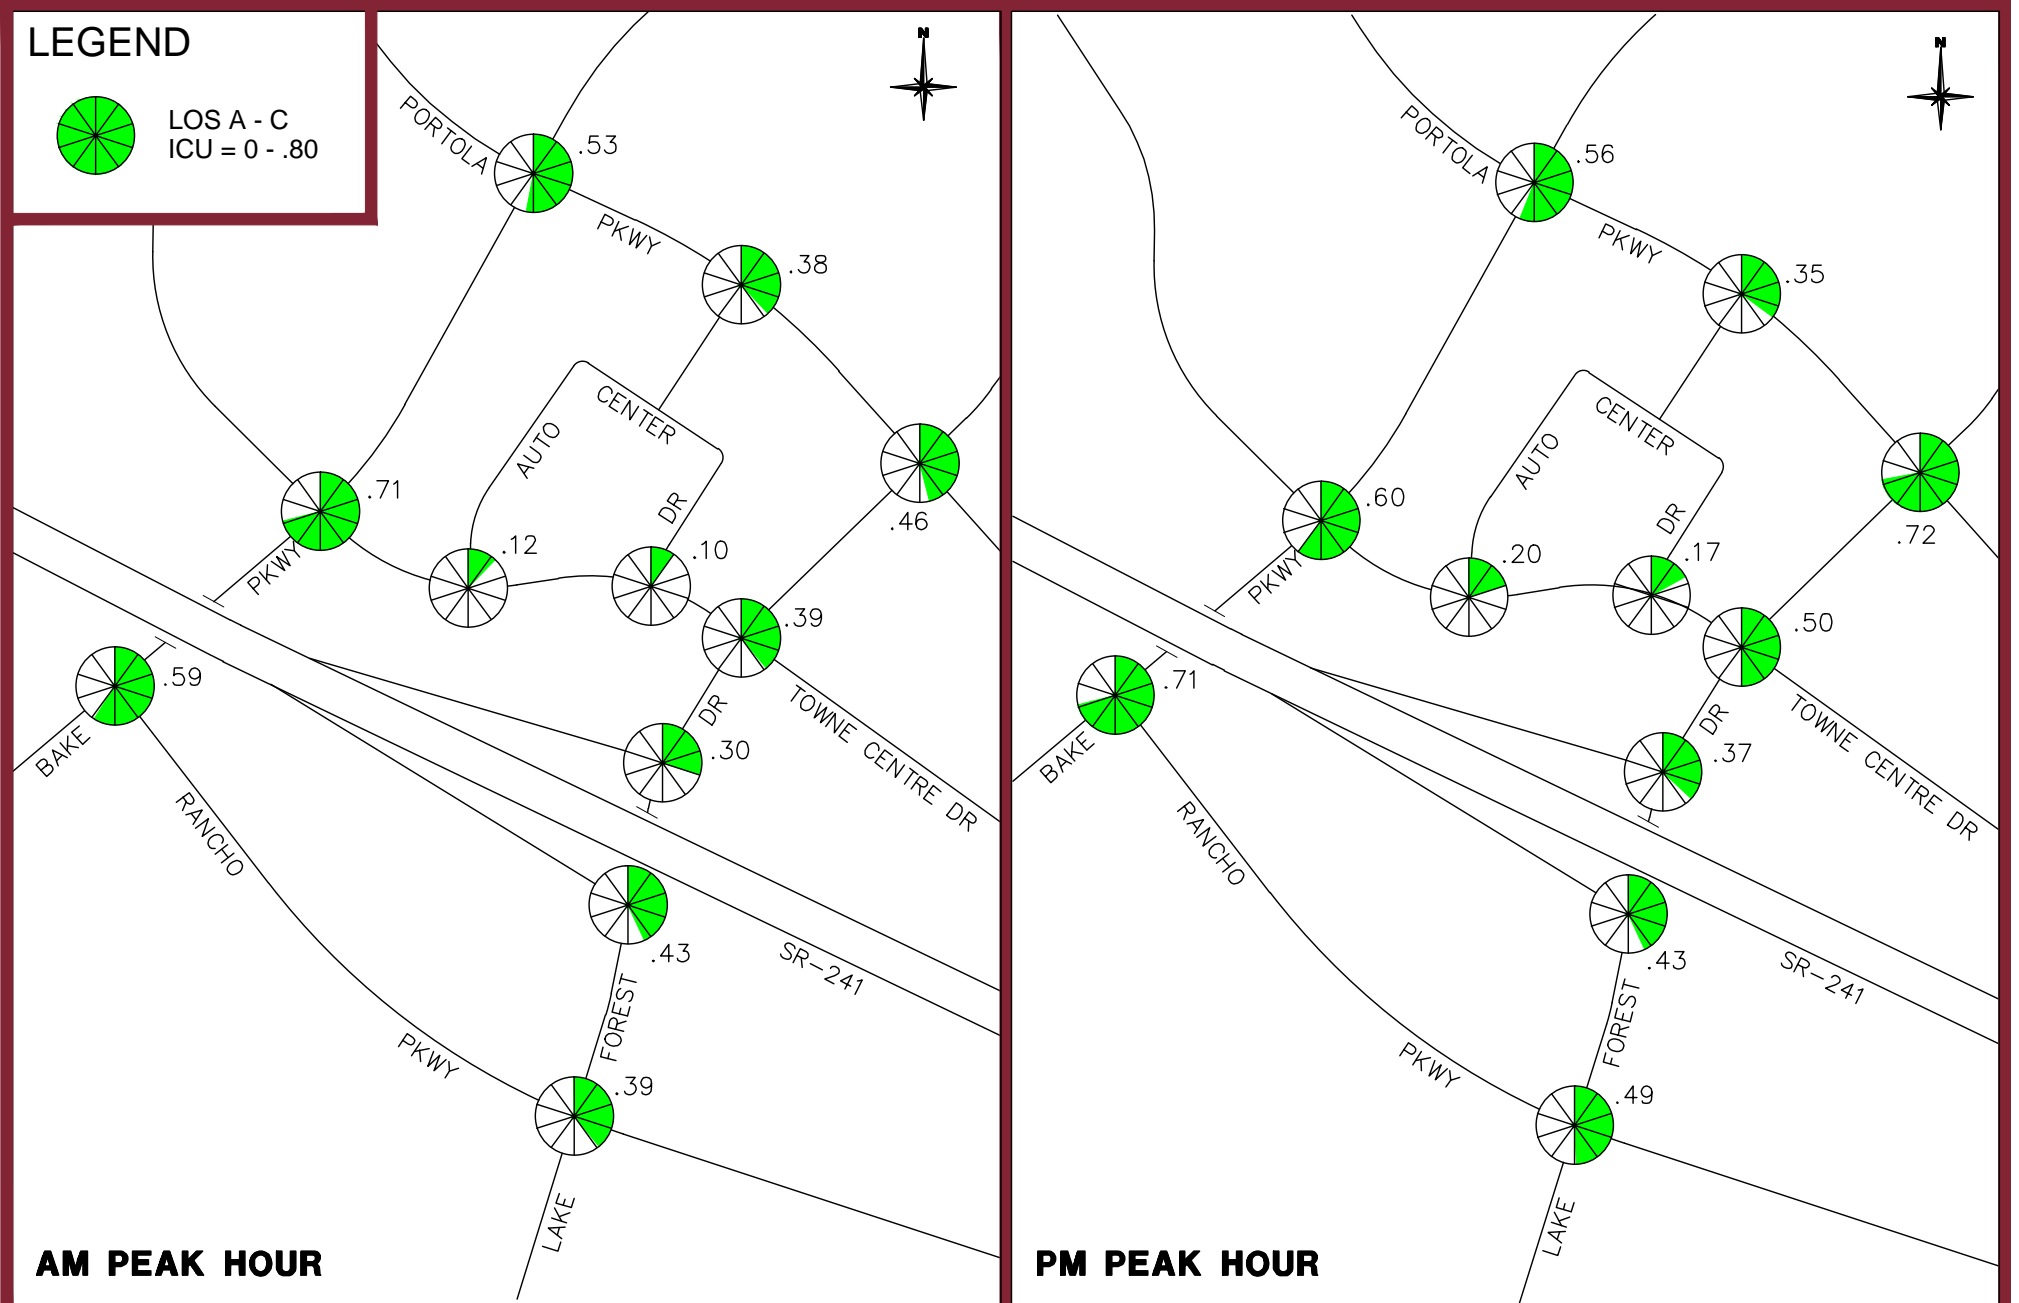 LEGEND
LOS A - C
ICU = 0 - .80
N
PORTOLA
.53
PKWY
.38
CENTER
AUTO
DR
.71
.46
.12
.10
PKWY
.39
.59
DR
TOWNE CENTRE DR
.30
BAKE
RANCHO
.43
SR-241
FOREST
PKWY
.39
LAKE
AM PEAK HOUR
N
PORTOLA
.56
PKWY
.35
CENTER
AUTO
DR
.60
.72
.20
.17
PKWY
.50
.71
DR
TOWNE CENTRE DR
.37
BAKE
RANCHO
.43
SR-241
FOREST
PKWY
.49
LAKE
PM PEAK HOUR